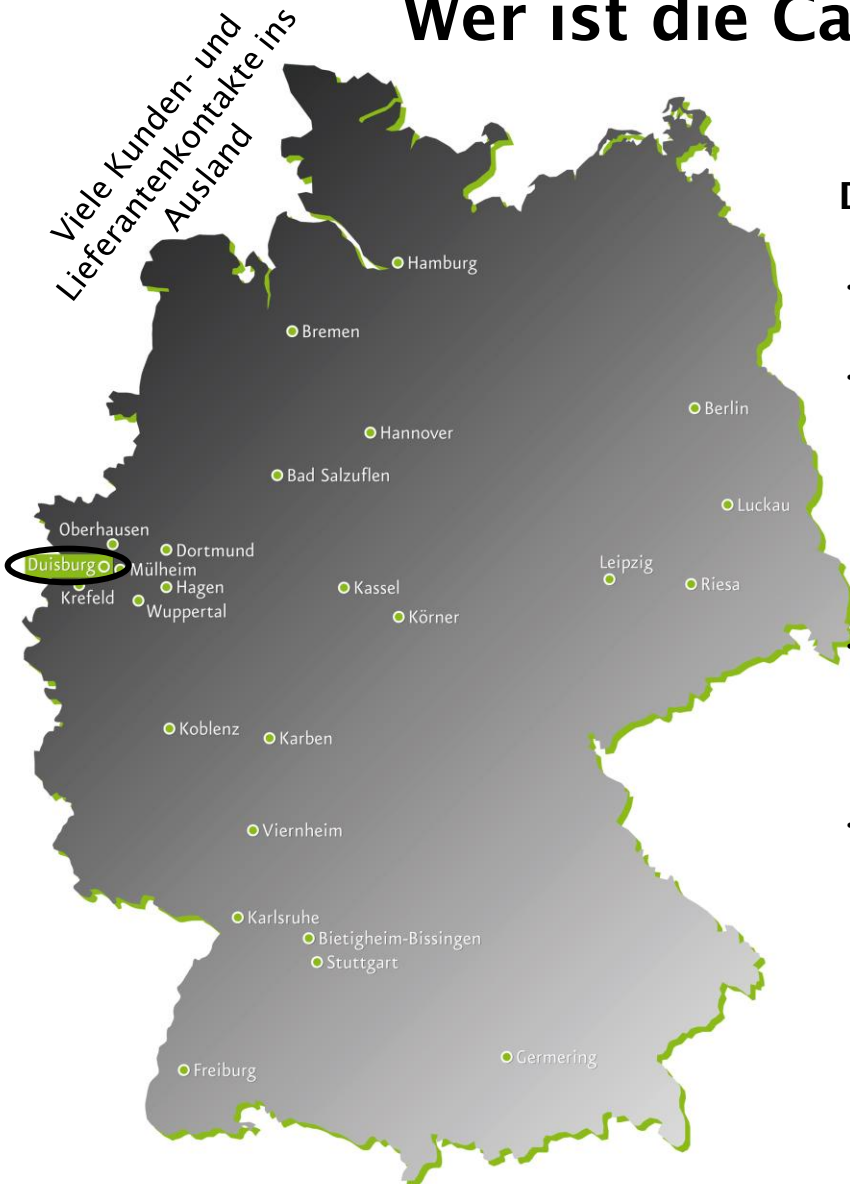 Wer ist die Ca
Viele Kunden- und
Lieferantenkontakte ins
Ausland
D
Hamburg
Bremen
Berlin
Hannover
Bad Salzuflen
Luckau
Oberhausen
Dortmund
Duisburg
Mülheim
Leipzig
Hagen
Kassel
Riesa
Krefeld
Wuppertal
Körner
Koblenz
Karben
Viernheim
Karlsruhe
Bietigheim-Bissingen
Stuttgart
Germering
Freiburg